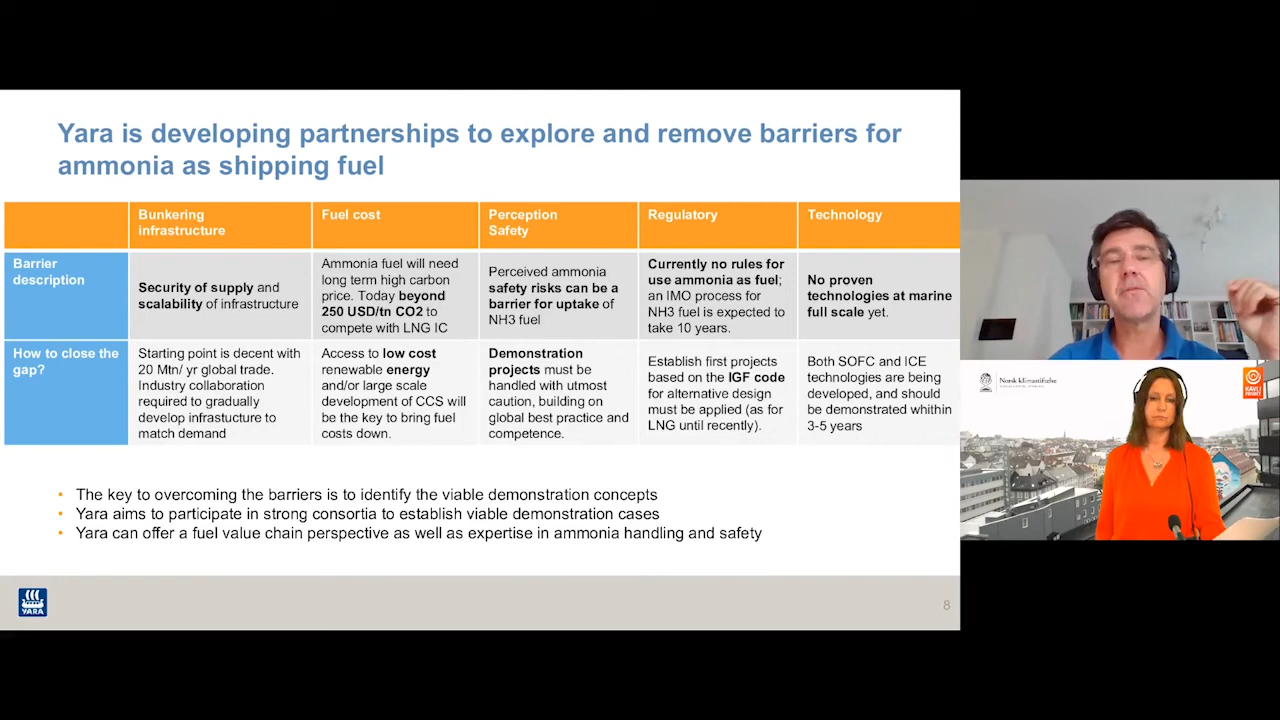 Yara is developing partnerships to explore and remove barriers for
ammonia as shipping fuel
Bunkering
infrastructure
Fuel cost
Perception
Safety
Regulatory
Technology
Barrier
description
Security of supply and
scalability of infrastructure
Ammonia fuel will need
long term high carbon
price. Today beyond
250 USD/tn CO2 to
compete with LNG IC
Perceived ammonia
safety risks can be a
barrier for uptake of
NH3 fuel
Currently no rules for
use ammonia as fuel;
an IMO process for
NH3 fuel is expected to
take 10 years.
No proven
technologies at marine
full scale yet.
How to close the
gap?
Starting point is decent with
20 Mtn/ yr global trade.
Industry collaboration
required to gradually
develop infrastucture to
match demand
Access to low cost
renewable energy
and/or large scale
development of CCS will
be the key to bring fuel
costs down.
Demonstration
projects must be
handled with utmost
caution, building on
global best practice and
competence.
Establish first projects
based on the IGF code
for alternative design
must be applied (as for
LNG until recently).
Both SOFC and ICE
technologies are being
developed, and should
be demonstrated whithin
3-5 years
• The key to overcoming the barriers is to identify the viable demonstration concepts
• Yara aims to participate in strong consortia to establish viable demonstration cases
• Yara can offer a fuel value chain perspective as well as expertise in ammonia handling and safety
YARA
8
Norsk klimastiftelse